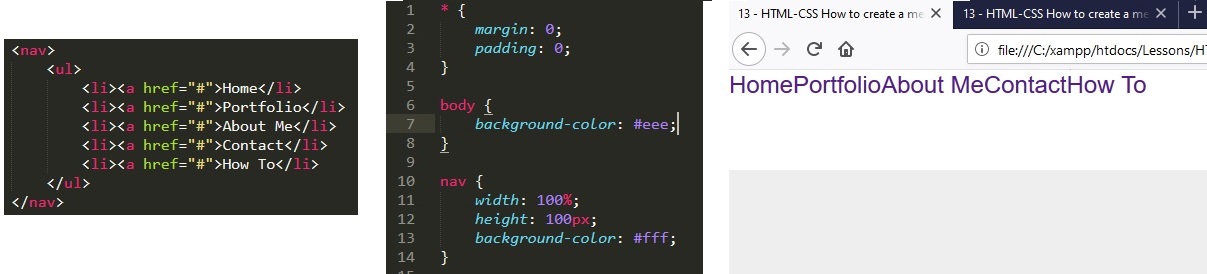 <nav>
<ul>
<li><a href="#">Home</li>
<li><a href="#">Portfolio</li>
<li><a href="#">About Me</li>
<li><a href="#">Contact</li>
<li><a href="#">How To</li>
</ul>
</nav>
1 * {
2 margin: 0;
3 padding: 0;
4 }
5
6 body {
7 background-color: #eee;
8 }
9
10 nav {
11 width: 100%;
12 height: 100px;
13 background-color: #fff;
14 }
13 - HTML-CSS How to create a me
13 - HTML-CSS How to create a me
file:///C:/xampp/htdocs/Lessons/HT
HomePortfolioAbout MeContactHow To